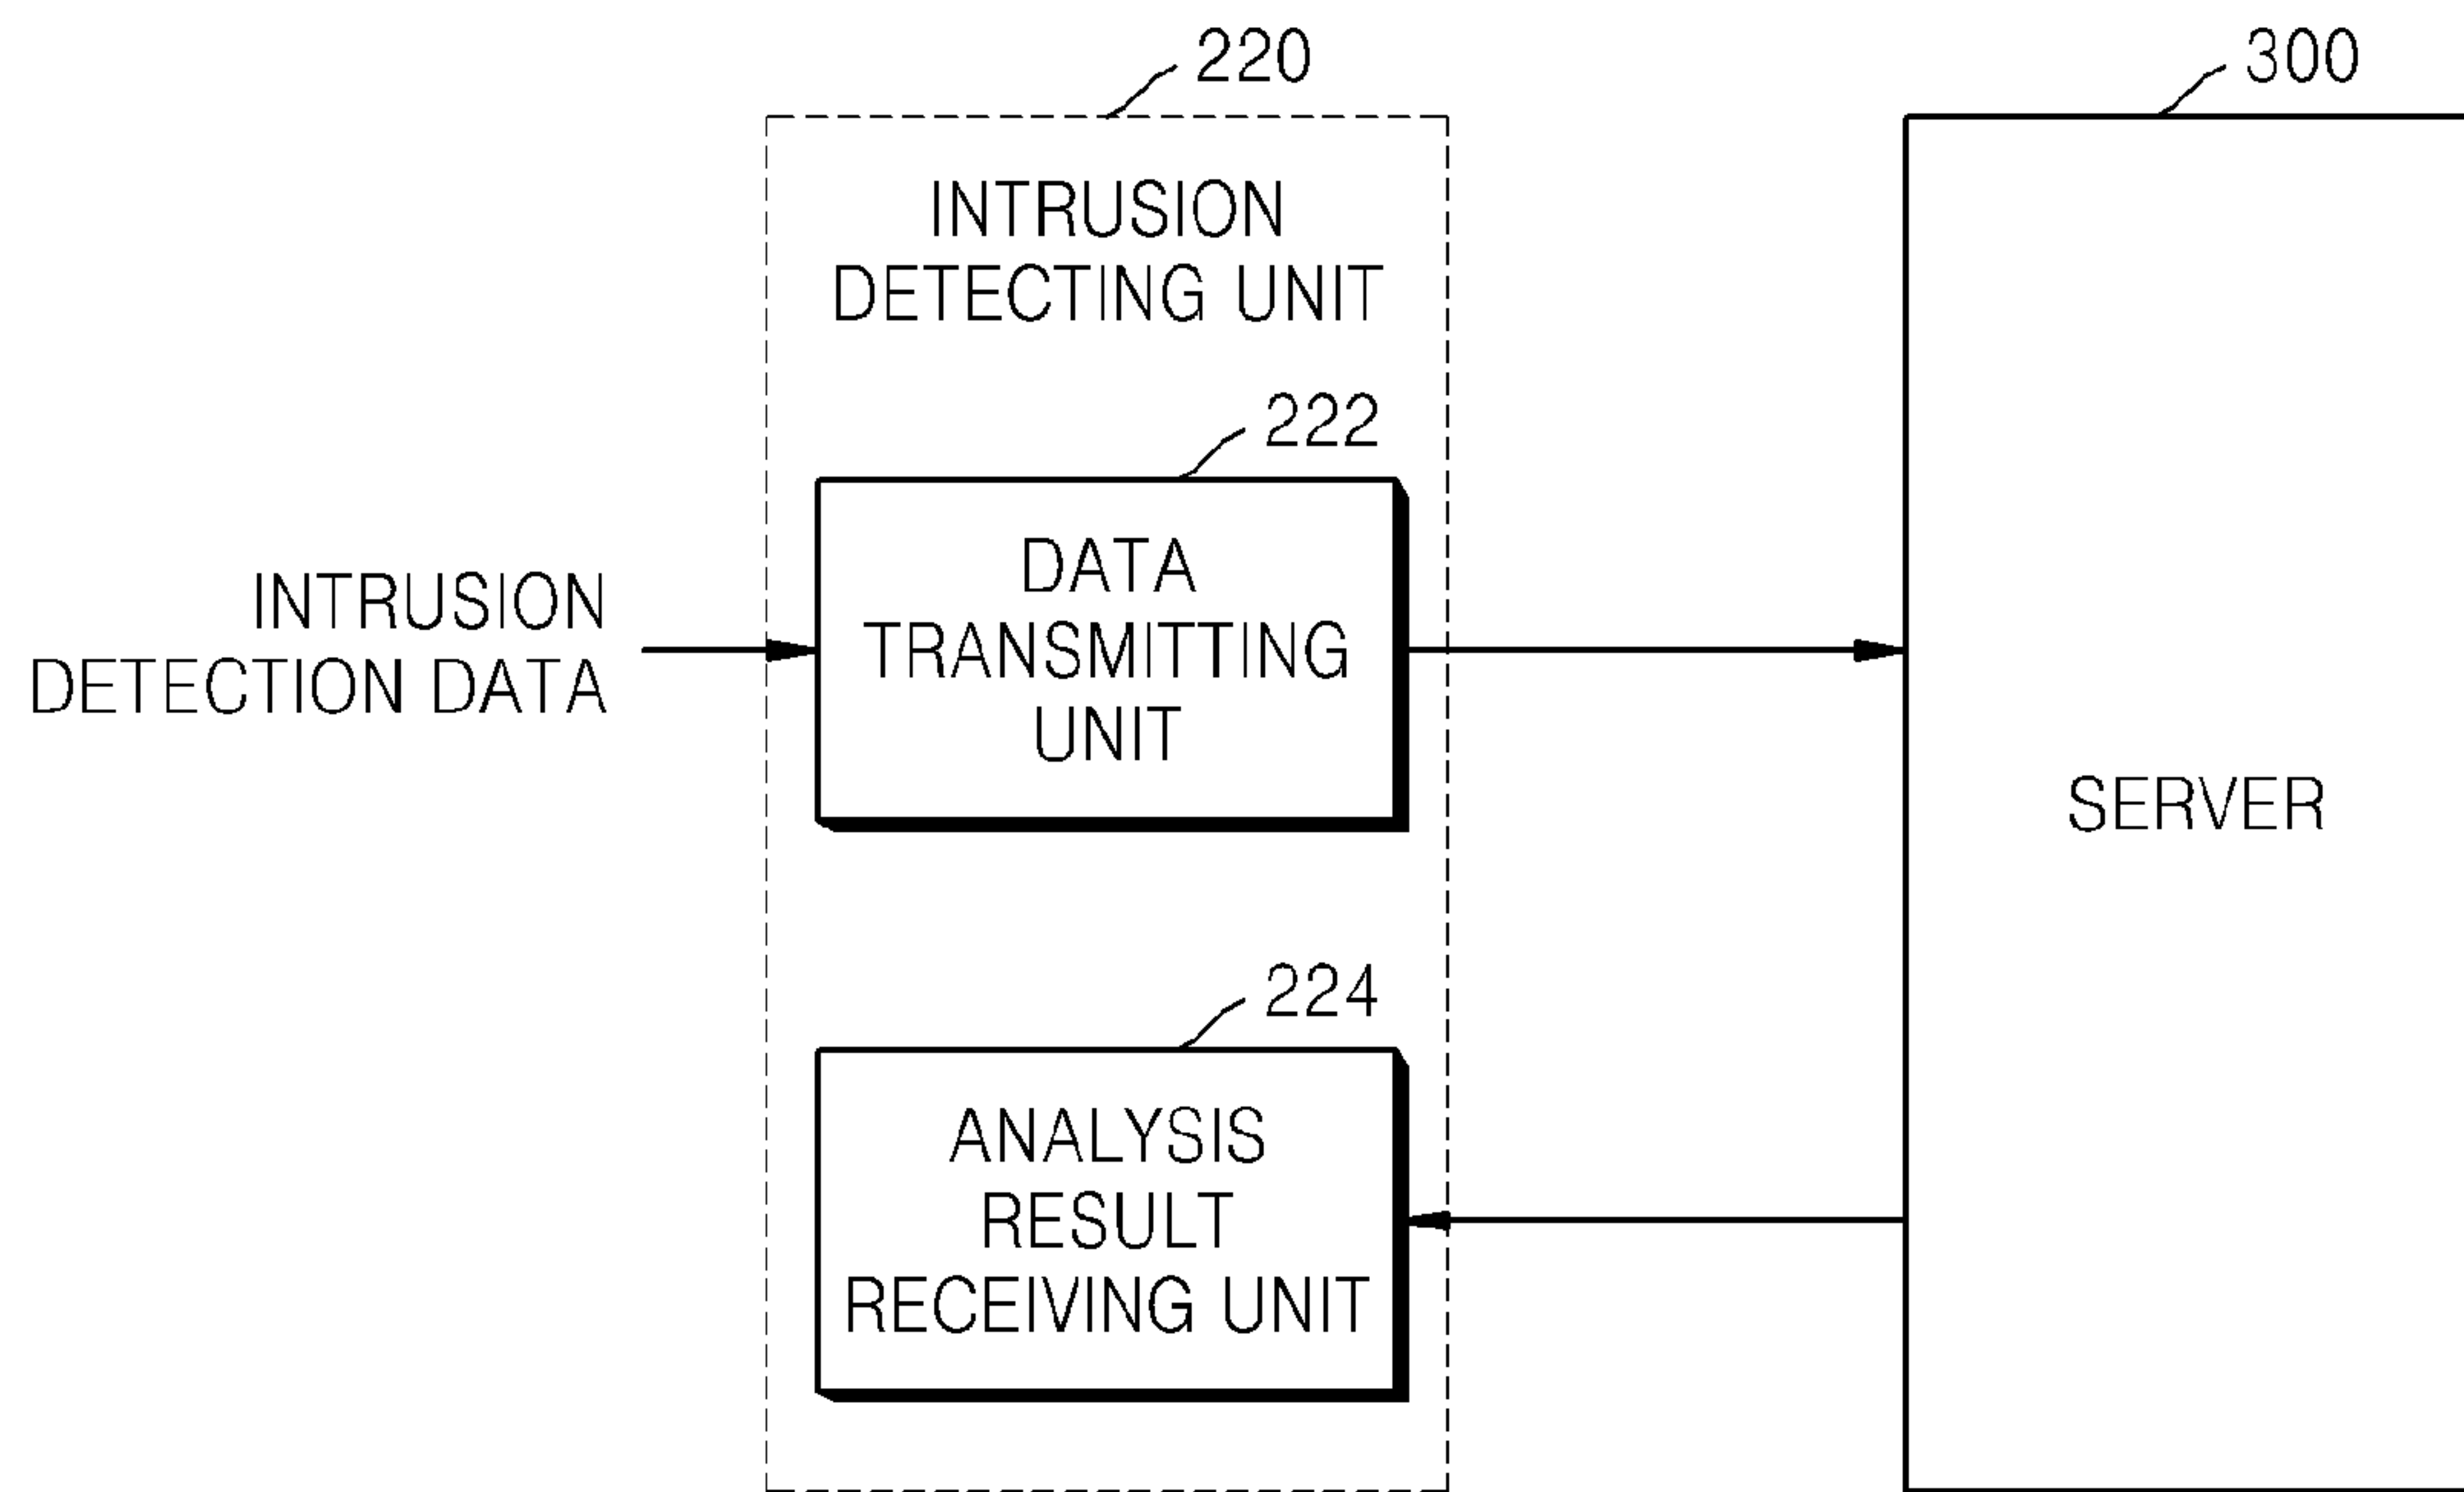 220
300
INTRUSION
DETECTING UNIT
222
DATA
TRANSMITTING
UNIT
INTRUSION
DETECTION DATA
SERVER
224
ANALYSIS
RESULT
RECEIVING UNIT